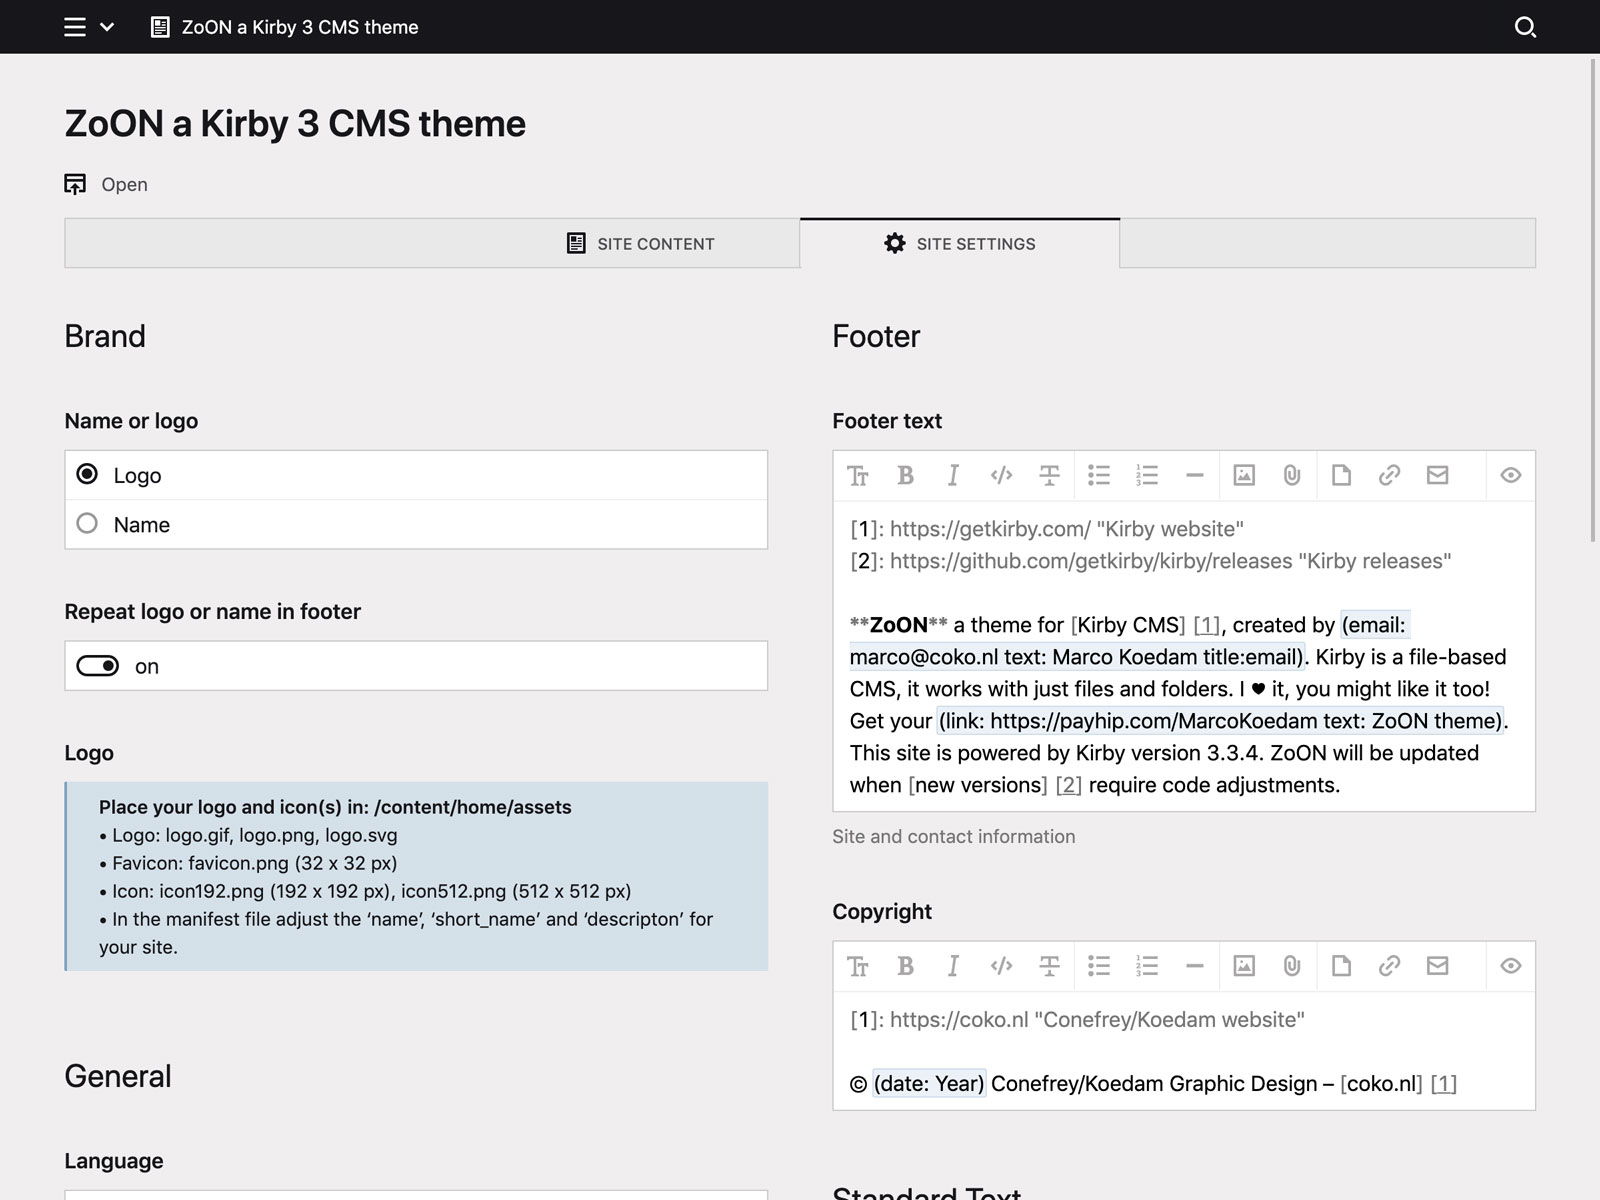 ZoON a Kirby 3 CMS theme
ZoON a Kirby 3 CMS theme
Open
SITE CONTENT
SITE SETTINGS
Brand
Name or logo
Logo
Name
Repeat logo or name in footer
on
Logo
Place your logo and icon(s) in: /content/home/assets
• Logo: logo.gif, logo.png, logo.svg
• Favicon: favicon.png (32 x 32 px)
• Icon: icon192.png (192 x 192 px), icon512.png (512 x 512 px)
• In the manifest file adjust the ‘name’, ‘short_name’ and ‘descripton’ for
your site.
General
Language
Footer
Footer text
[1]: https://getkirby.com/ "Kirby website"
[2]: https://github.com/getkirby/kirby/releases "Kirby releases"
**ZoON** a theme for [Kirby CMS] [1], created by (email:
marco@coko.nl text: Marco Koedam title:email). Kirby is a file-based
CMS, it works with just files and folders. I ♥ it, you might like it too!
Get your (link: https://payhip.com/MarcoKoedam text: ZoON theme).
This site is powered by Kirby version 3.3.4. ZoON will be updated
when [new versions] [2] require code adjustments.
Site and contact information
Copyright
[1]: https://coko.nl "Conefrey/Koedam website"
© (date: Year) Conefrey/Koedam Graphic Design – [coko.nl] [1]
Standard Text